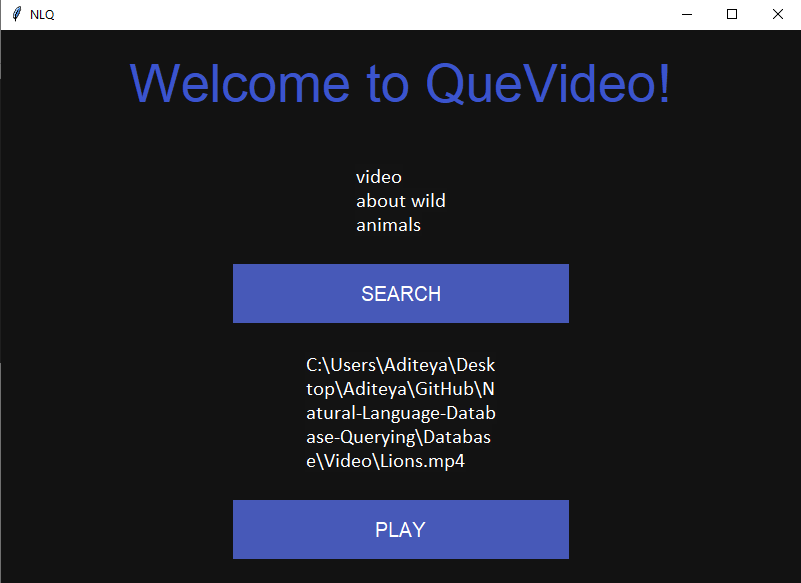 NLQ
Welcome to QueVideo!
video
about wild
animals
SEARCH
C:\Users\Aditeya\Desk
top\Aditeya\GitHub\N
atural-Language-Datab
ase-Querying\Databas
e\Video\Lions.mp4
PLAY